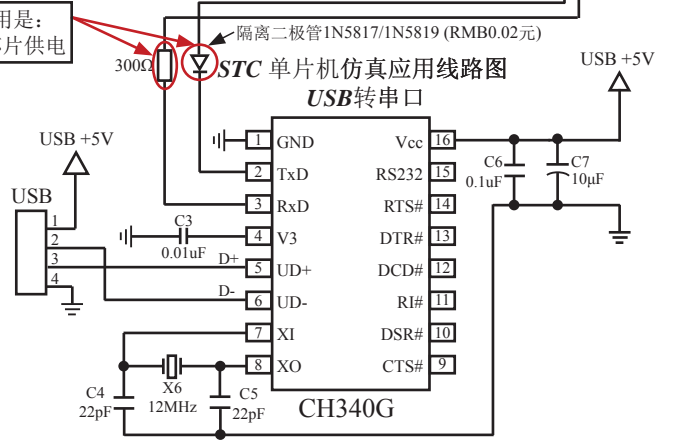 用是：
芯片供电
隔离二极管1N5817/1N5819 (RMB0.02元)
300Ω
STC 单片机仿真应用线路图
USB转串口
USB +5V
USB +5V
USB
1
2
3
4
1 GND
2 TxD
3 RxD
4 V3
5 UD+
6 UD-
7 XI
8 XO
Vcc 16
RS232 15
RTS# 14
DTR# 13
DCD# 12
RI# 11
DSR# 10
CTS# 9
C6
0.1uF
C7
10μF
C3
0.01uF
D+
D-
C4
22pF
X6
12MHz
C5
22pF
CH340G